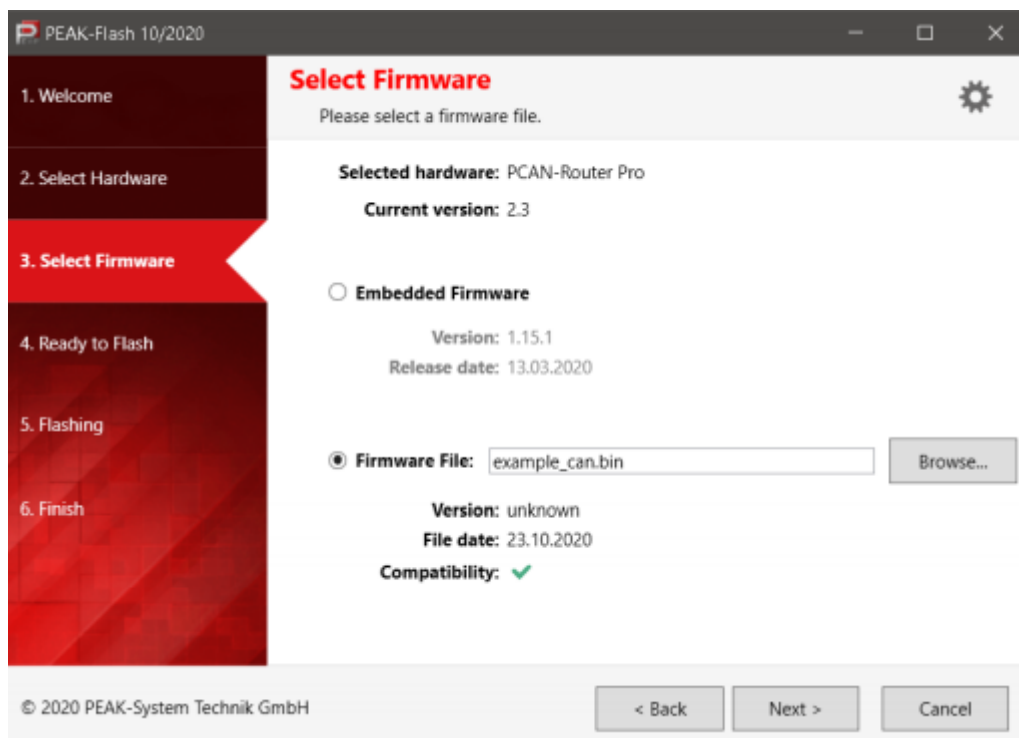 PEAK-Flash 10/2020
1. Welcome
2. Select Hardware
3. Select Firmware
4. Ready to Flash
5. Flashing
6. Finish
Select Firmware
Please select a firmware file.
Selected hardware: PCAN-Router Pro
Current version: 2.3
Embedded Firmware
Version: 1.15.1
Release date: 13.03.2020
Firmware File: example_can.bin Browse...
Version: unknown
File date: 23.10.2020
Compatibility:
© 2020 PEAK-System Technik GmbH
< Back Next > Cancel